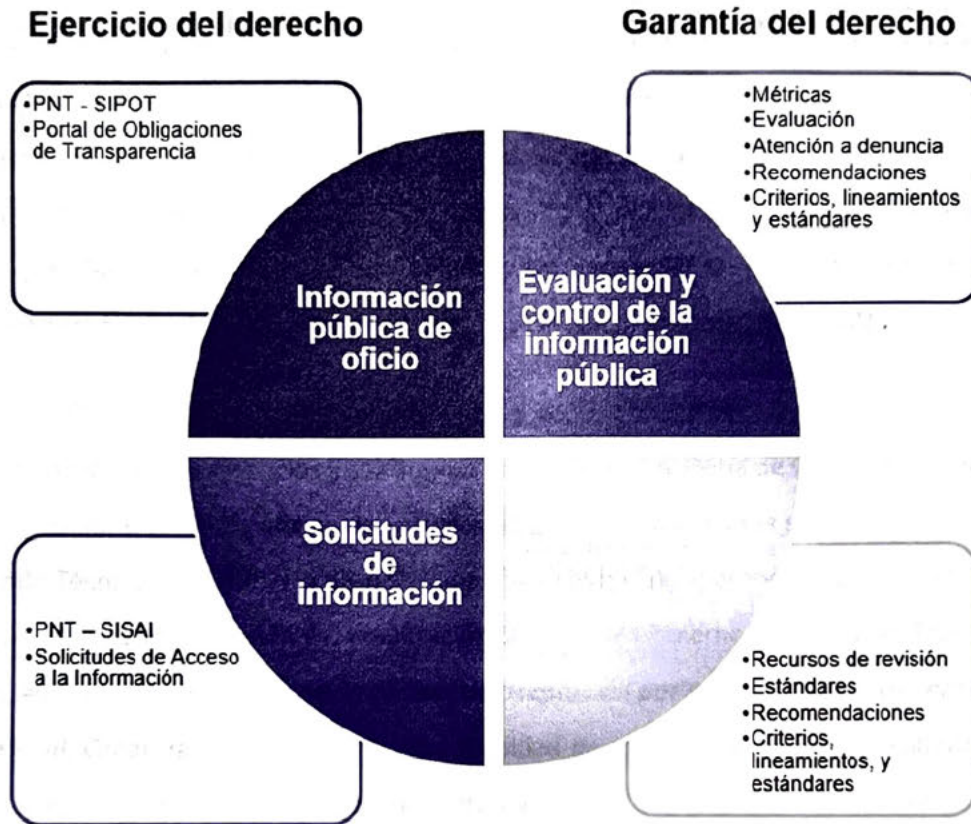 Ejercicio del derecho
Garantía del derecho
•PNT - SIPOT
•Portal de Obligaciones
de Transparencia
•Métricas
•Evaluación
•Atención a denuncia
•Recomendaciones
•Criterios, lineamientos
y estándares
Información
pública de
oficio
Evaluación y
control de la
información
pública
Solicitudes
de
información
•PNT – SISAI
•Solicitudes de Acceso
a la Información
•Recursos de revisión
•Estándares
•Recomendaciones
•Criterios,
lineamientos, y
estándares